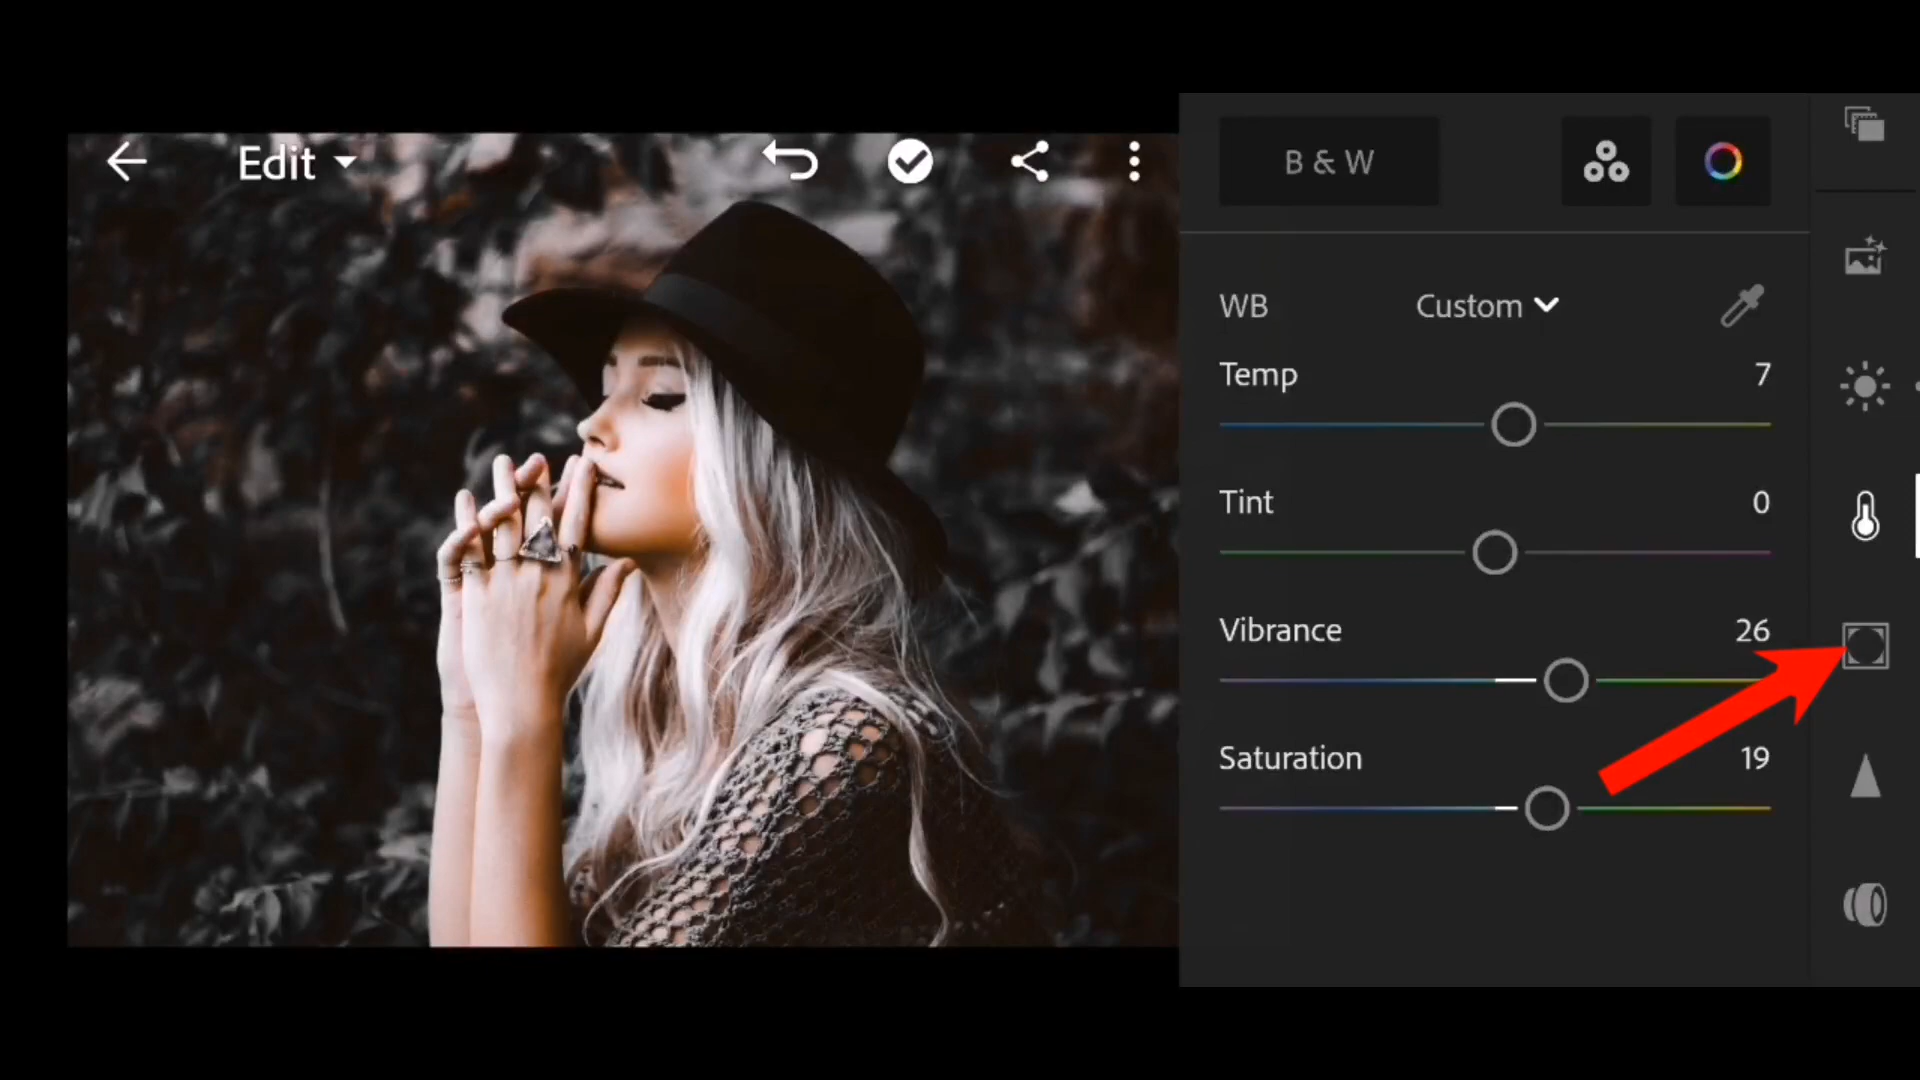 Edit
B & W
WB Custom
Temp 7
Tint 0
Vibrance 26
Saturation 19